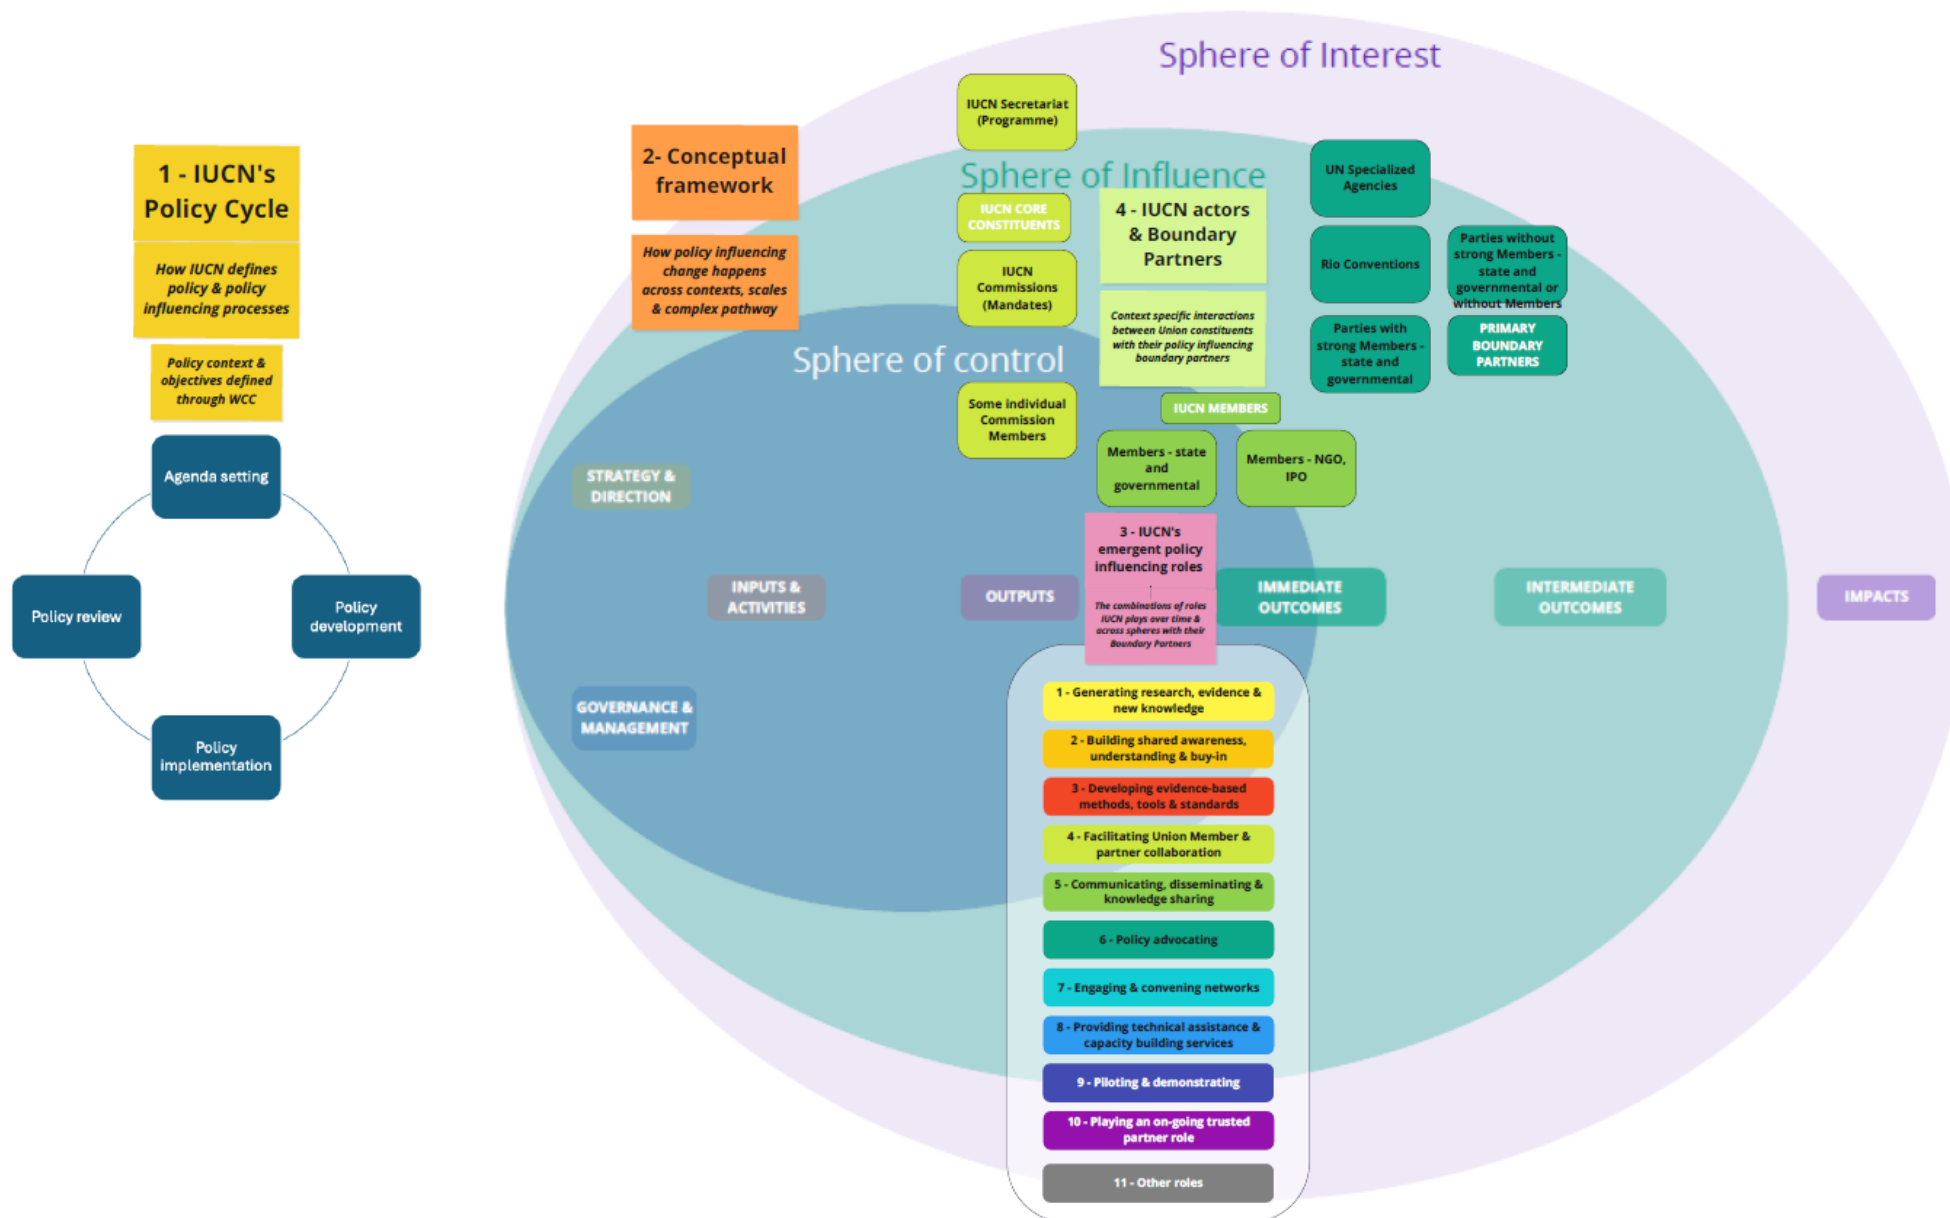 Sphere of Interest
1 - IUCN's
Policy Cycle
How IUCN defines
policy & policy
influencing processes
Policy context &
objectives defined
through WCC
Agenda setting
Policy
development
Policy
implementation
Policy review
2- Conceptual
framework
How policy influencing
change happens
across contexts, scales
& complex pathway
IUCN Secretariat
(Programme)
Sphere of Influence
IUCN CORE
CONSTITUENTS
IUCN
Commissions
(Mandates)
4 - IUCN actors
& Boundary
Partners
Context specific interactions
between Union constituents
with their policy influencing
boundary partners
UN Specialized
Agencies
Rio Conventions
Parties without
strong Members -
state and
governmental or
without Members
Parties with
strong Members -
state and
governmental
PRIMARY
BOUNDARY
PARTNERS
Sphere of control
Some individual
Commission
Members
IUCN MEMBERS
Members - state
and
governmental
Members - NGO,
IPO
STRATEGY &
DIRECTION
INPUTS &
ACTIVITIES
OUTPUTS
3 - IUCN's
emergent policy
influencing roles
The combinations of roles
IUCN plays over time &
across spheres with their
Boundary Partners
IMMEDIATE
OUTCOMES
INTERMEDIATE
OUTCOMES
IMPACTS
GOVERNANCE &
MANAGEMENT
1 - Generating research, evidence &
new knowledge
2 - Building shared awareness,
understanding & buy-in
3 - Developing evidence-based
methods, tools & standards
4 - Facilitating Union Member &
partner collaboration
5 - Communicating, disseminating &
knowledge sharing
6 - Policy advocating
7 - Engaging & convening networks
8 - Providing technical assistance &
capacity building services
9 - Piloting & demonstrating
10 - Playing an on-going trusted
partner role
11 - Other roles